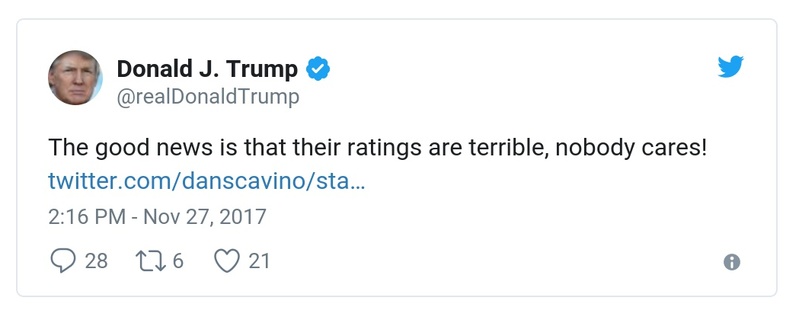 Donald J. Trump
@realDonaldTrump
The good news is that their ratings are terrible, nobody cares!
twitter.com/danscavino/sta…
2:16 PM - Nov 27, 2017
28 6 21